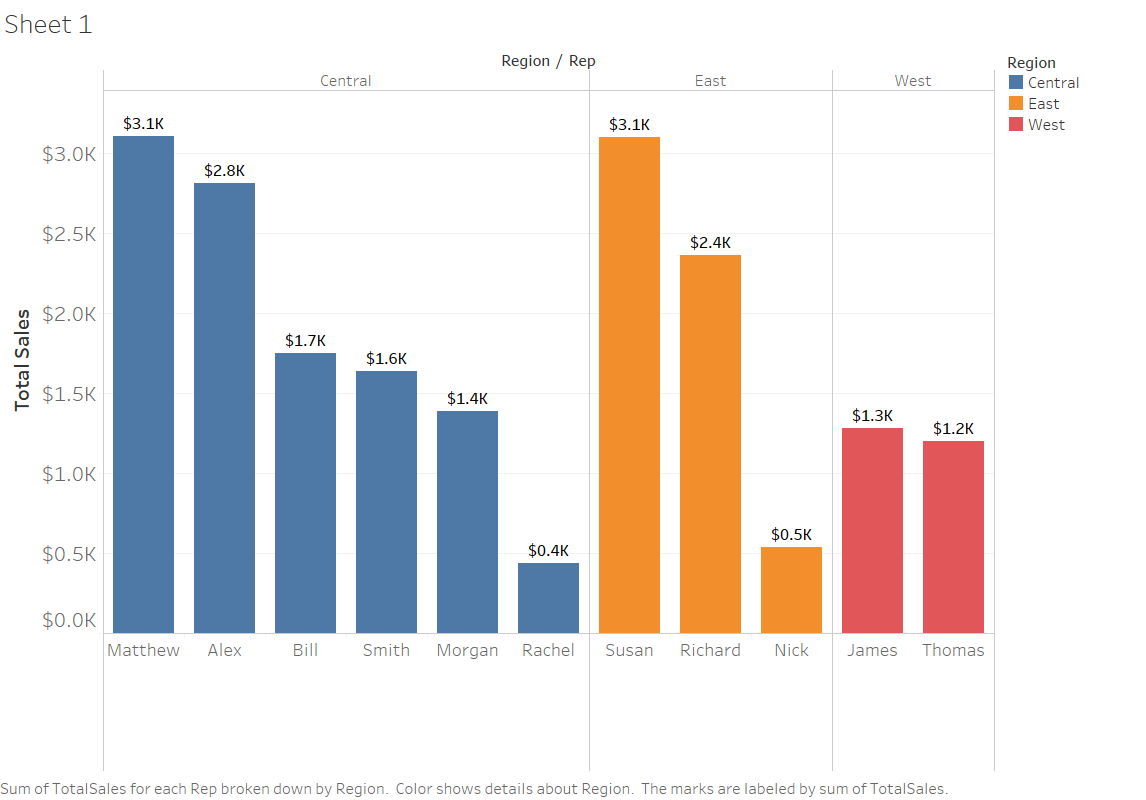 Sheet 1
Region / Rep
Central East West
Region
Central
East
West
$3.1K $2.8K $1.7K $1.6K $1.4K $0.4K $3.1K $2.4K $0.5K $1.3K $1.2K
Total Sales
$3.0K
$2.5K
$2.0K
$1.5K
$1.0K
$0.5K
$0.0K
Matthew Alex Bill Smith Morgan Rachel Susan Richard Nick James Thomas
Sum of TotalSales for each Rep broken down by Region. Color shows details about Region. The marks are labeled by sum of TotalSales.